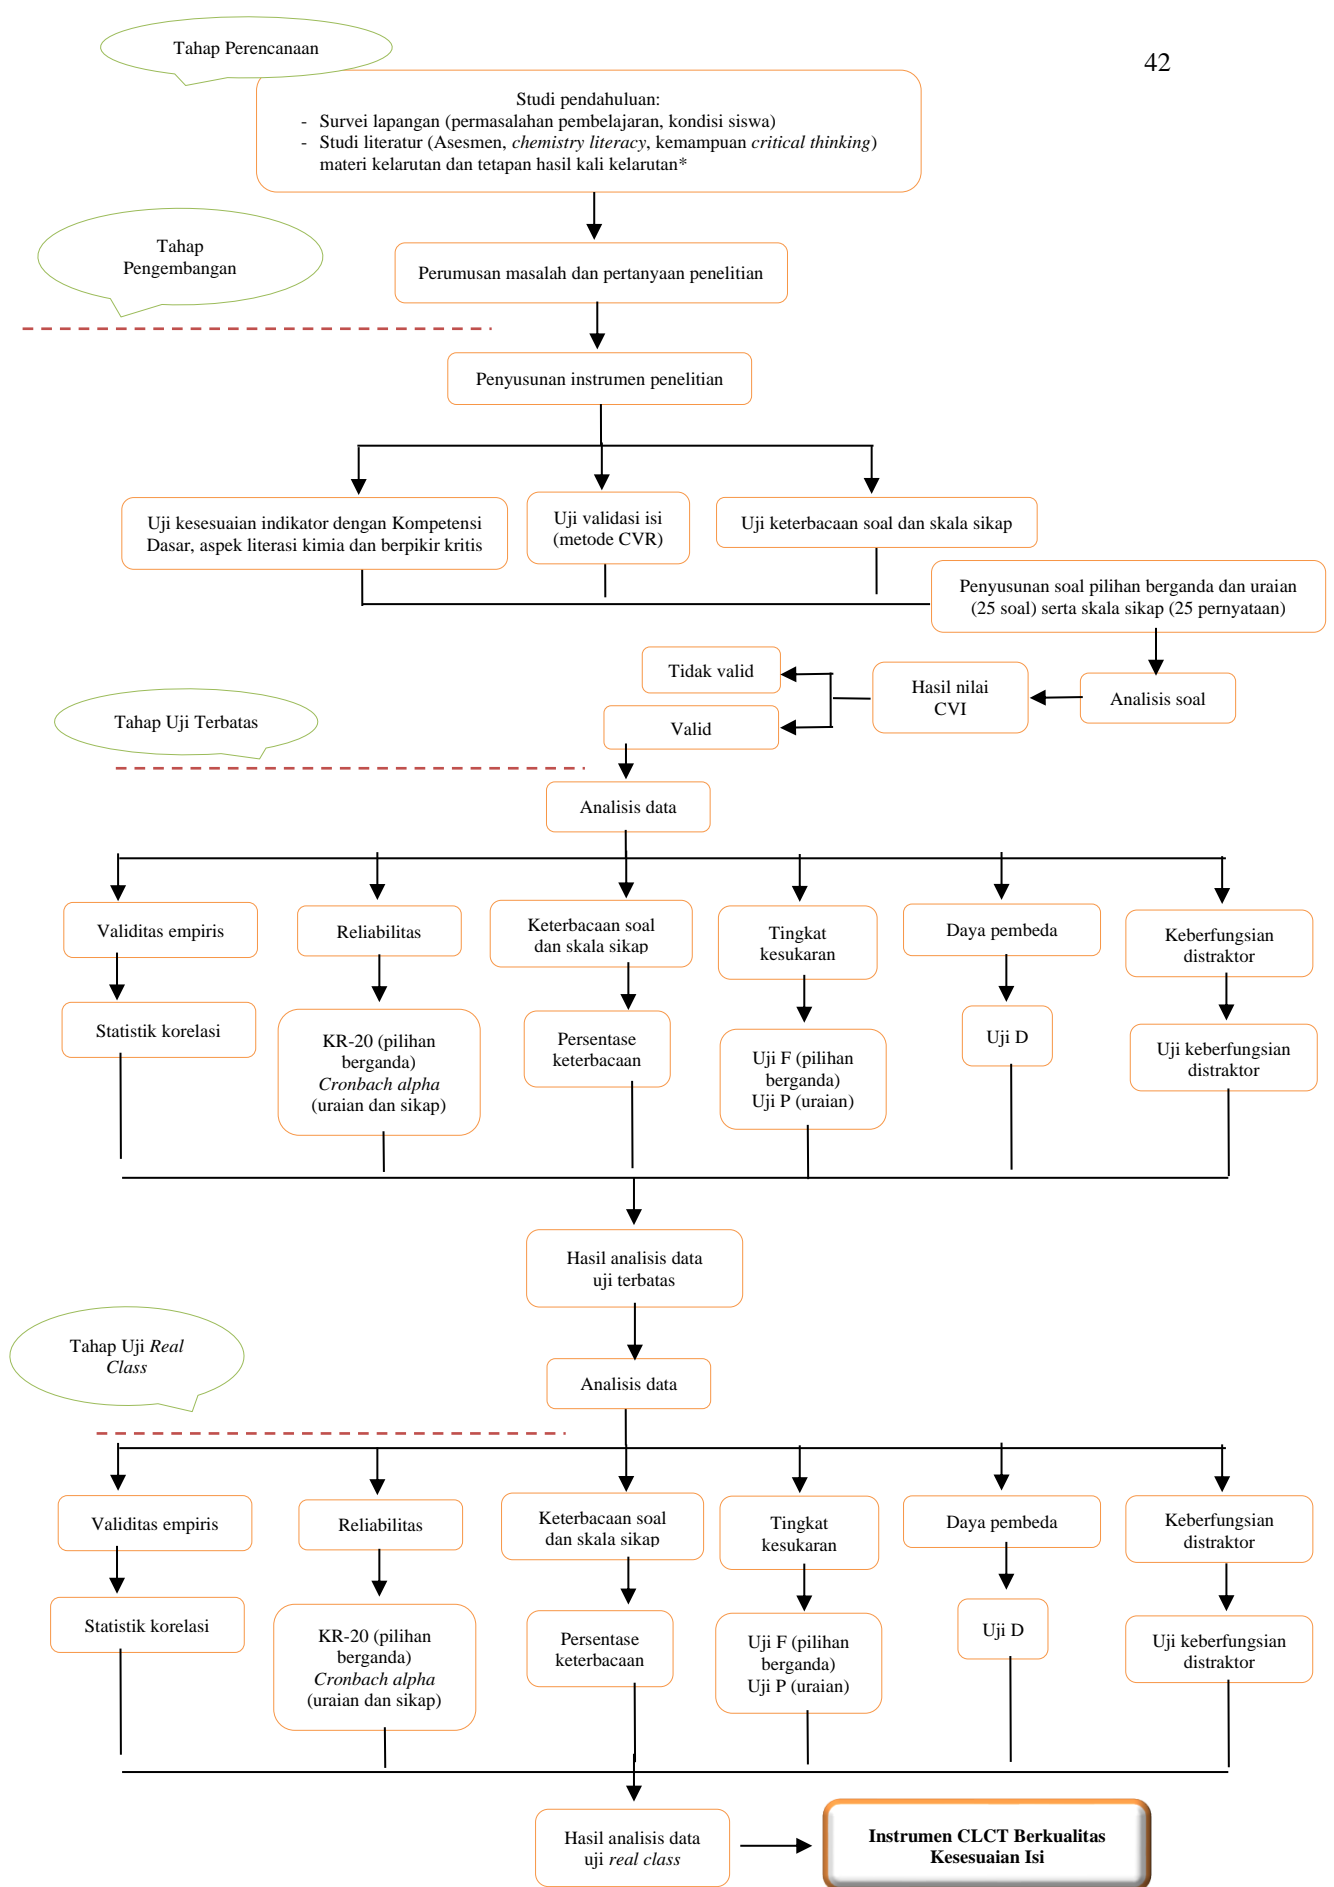 42
Tahap Perencanaan
Studi pendahuluan:
- Survei lapangan (permasalahan pembelajaran, kondisi siswa)
- Studi literatur (Asesmen, chemistry literacy, kemampuan critical thinking)
materi kelarutan dan tetapan hasil kali kelarutan*
Tahap
Pengembangan
Perumusan masalah dan pertanyaan penelitian
Penyusunan instrumen penelitian
Uji kesesuaian indikator dengan Kompetensi
Dasar, aspek literasi kimia dan berpikir kritis
Uji validasi isi
(metode CVR)
Uji keterbacaan soal dan skala sikap
Penyusunan soal pilihan berganda dan uraian
(25 soal) serta skala sikap (25 pernyataan)
Tidak valid
Hasil nilai
CVI
Analisis soal
Tahap Uji Terbatas
Valid
Analisis data
Validitas empiris
Reliabilitas
Keterbacaan soal
dan skala sikap
Tingkat
kesukaran
Daya pembeda
Keberfungsian
distraktor
Statistik korelasi
KR-20 (pilihan
berganda)
Cronbach alpha
(uraian dan sikap)
Persentase
keterbacaan
Uji F (pilihan
berganda)
Uji P (uraian)
Uji D
Uji keberfungsian
distraktor
Hasil analisis data
uji terbatas
Tahap Uji Real
Class
Analisis data
Validitas empiris
Reliabilitas
Keterbacaan soal
dan skala sikap
Tingkat
kesukaran
Daya pembeda
Keberfungsian
distraktor
Statistik korelasi
KR-20 (pilihan
berganda)
Cronbach alpha
(uraian dan sikap)
Persentase
keterbacaan
Uji F (pilihan
berganda)
Uji P (uraian)
Uji D
Uji keberfungsian
distraktor
Hasil analisis data
uji real class
Instrumen CLCT Berkualitas
Kesesuaian Isi